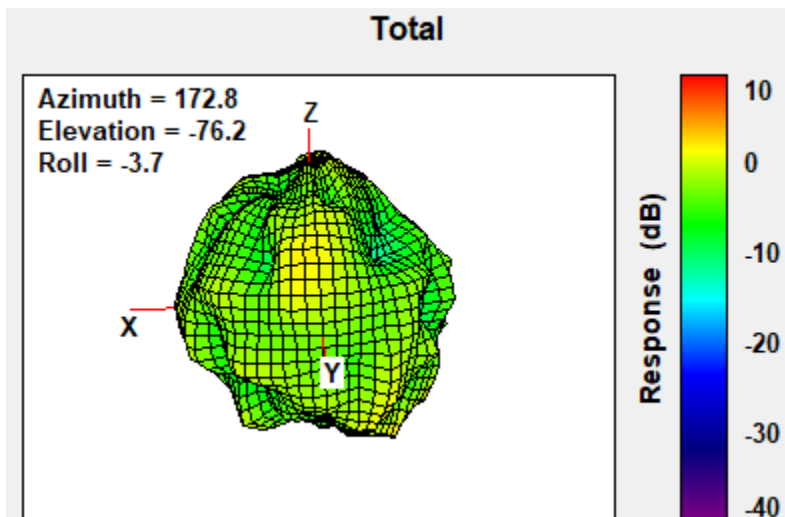 Total
Azimuth = 172.8
Elevation = -76.2
Roll = -3.7
Z
X
Y
Response (dB)
10
0
-10
-20
-30
-40